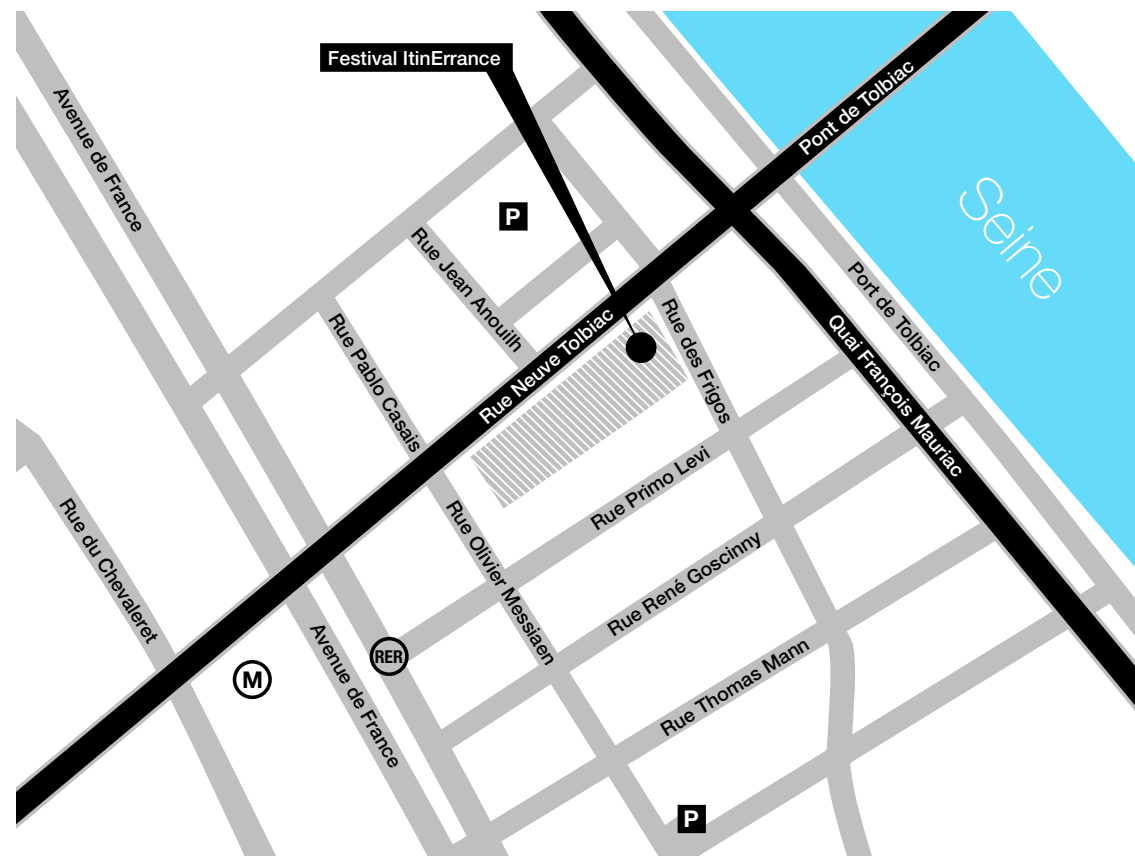 Festival ItinErrance
Avenue de France
Pont de Tolbiac
Seine
P
Rue Jean Anouilh
Port de Tolbiac
Rue Pablo Casals
Rue Neuve Tolbiac
Rue des Frigos
Quai François Mauriac
Rue du Chevaleret
Rue Primo Levi
Rue Olivier Messiaen
Rue René Goscinny
M
RER
Avenue de France
Rue Thomas Mann
P